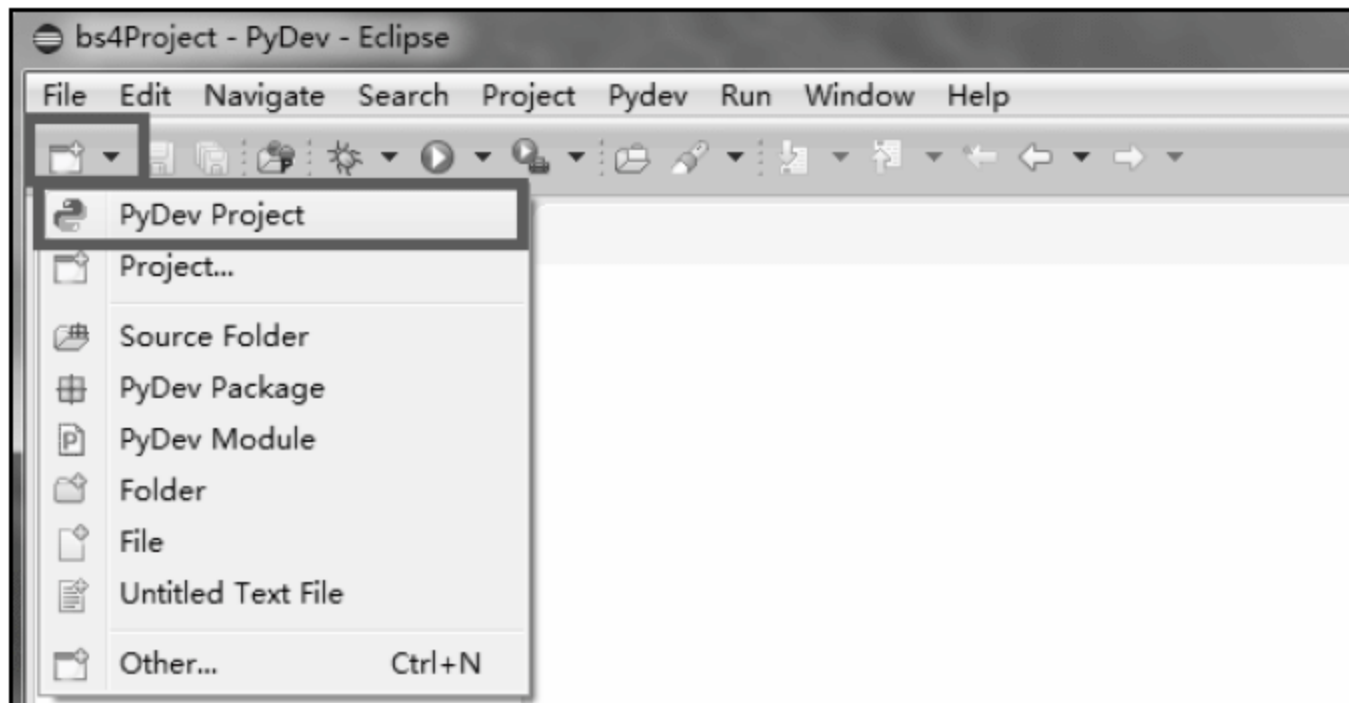 bs4Project - PyDev - Eclipse
File Edit Navigate Search Project Pydev Run Window Help
PyDev Project
Project...
Source Folder
PyDev Package
PyDev Module
Folder
File
Untitled Text File
Other... Ctrl+N